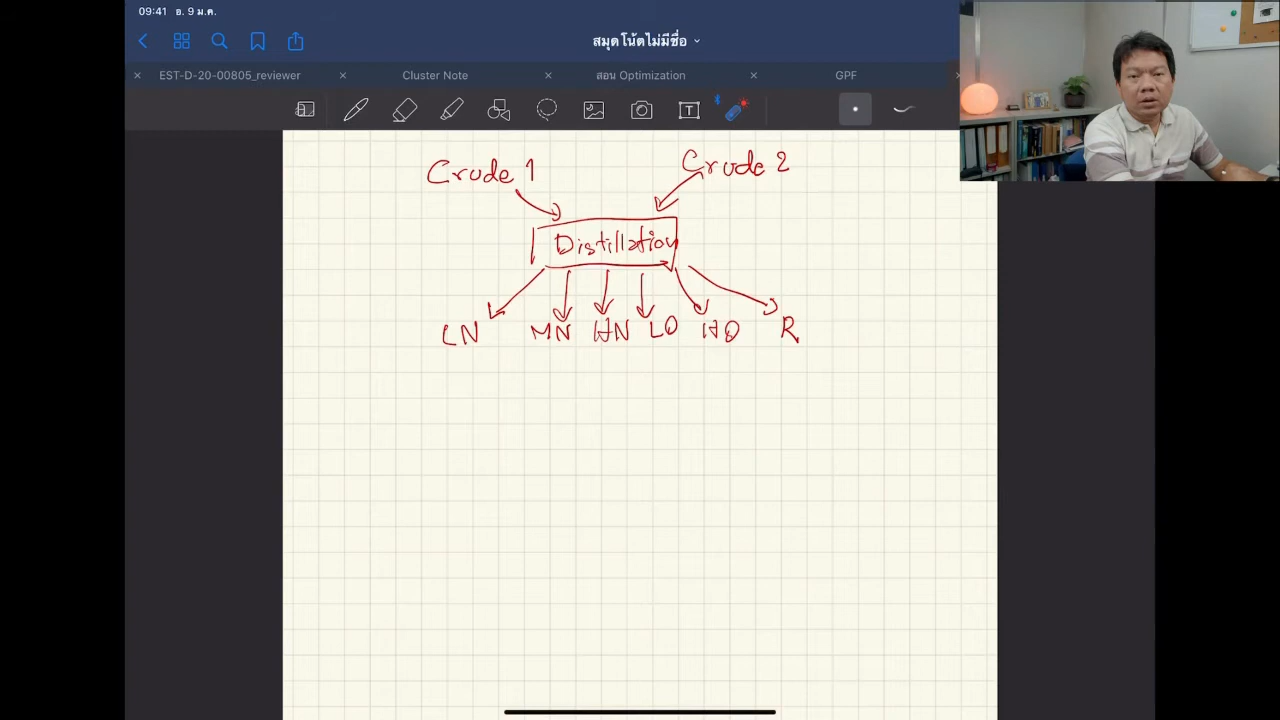 09:41 อ. 9 ม.ค.
สมุดโน้ตไม่มีชื่อ
EST-D-20-00805_reviewer Cluster Note สอน Optimization GPF
T
Crude 1 Crude 2
Distillation
LN MN HN LO HO R